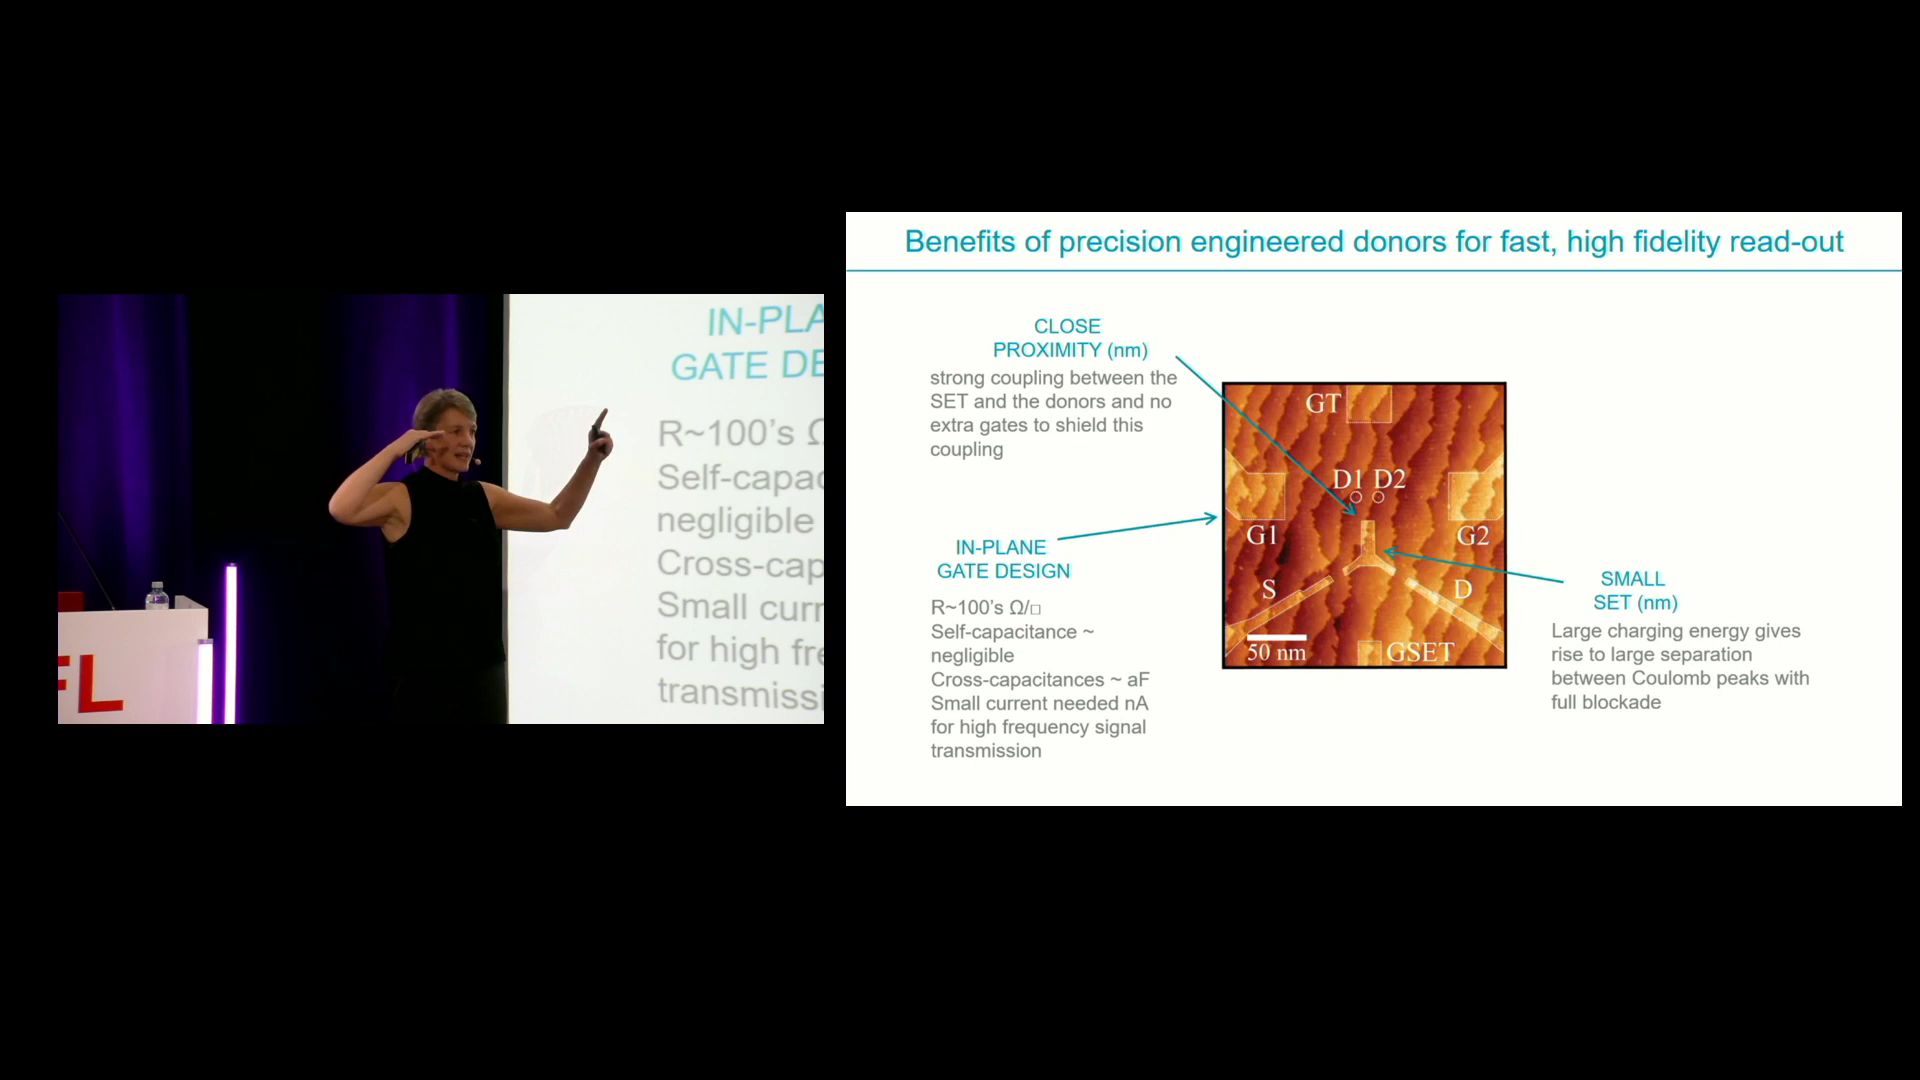 IN-PLA
GATE DE
R~100's Ω
Self-capac
negligible
Cross-cap
Small curr
for high fre
transmissi
FL
Benefits of precision engineered donors for fast, high fidelity read-out
CLOSE
PROXIMITY (nm)
strong coupling between the
SET and the donors and no
extra gates to shield this
coupling
IN-PLANE
GATE DESIGN
R~100's Ω/□
Self-capacitance ~
negligible
Cross-capacitances ~ aF
Small current needed nA
for high frequency signal
transmission
GT
D1 D2
G1
G2
S
D
50 nm
GSET
SMALL
SET (nm)
Large charging energy gives
rise to large separation
between Coulomb peaks with
full blockade